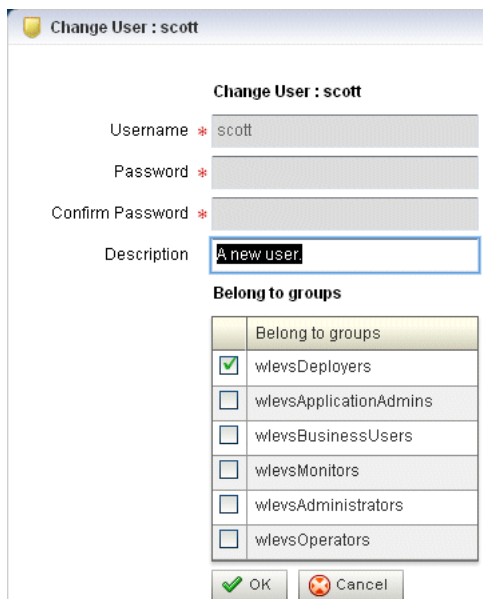 Change User : scott
Change User : scott
Username * scott
Password *
Confirm Password *
Description A new user.
Belong to groups
Belong to groups
wlevsDeployers
wlevsApplicationAdmins
wlevsBusinessUsers
wlevsMonitors
wlevsAdministrators
wlevsOperators
OK Cancel